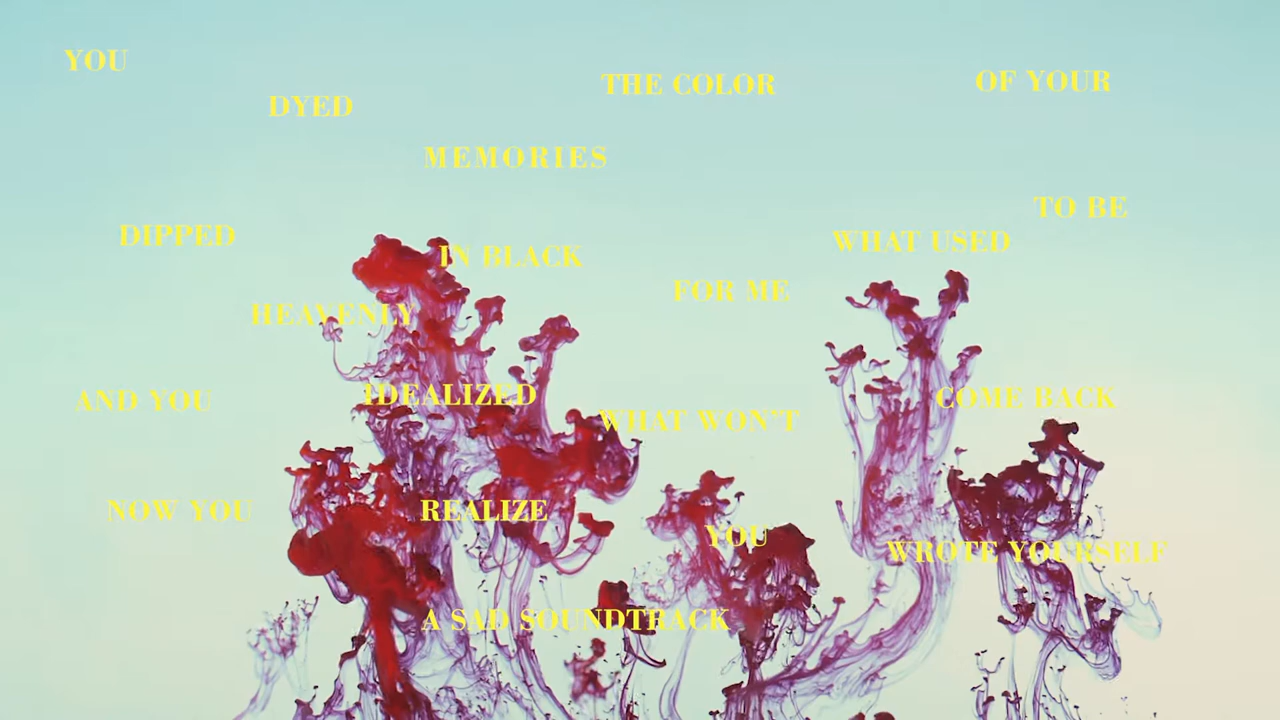 YOU
DYED
THE COLOR
OF YOUR
MEMORIES
DIPPED
IN BLACK
FOR ME
WHAT USED
TO BE
HEAVENLY
AND YOU
IDEALIZED
WHAT WON'T
COME BACK
NOW YOU
REALIZE
YOU
WROTE YOURSELF
A SAD SOUNDTRACK